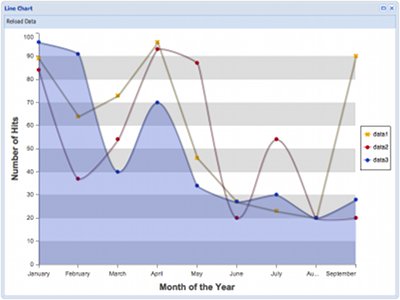 Line Chart
Reload Data
Number of Hits
100
90
80
70
60
50
40
30
20
10
0
January February March April May June July Au... September
Month of the Year
data1
data2
data3